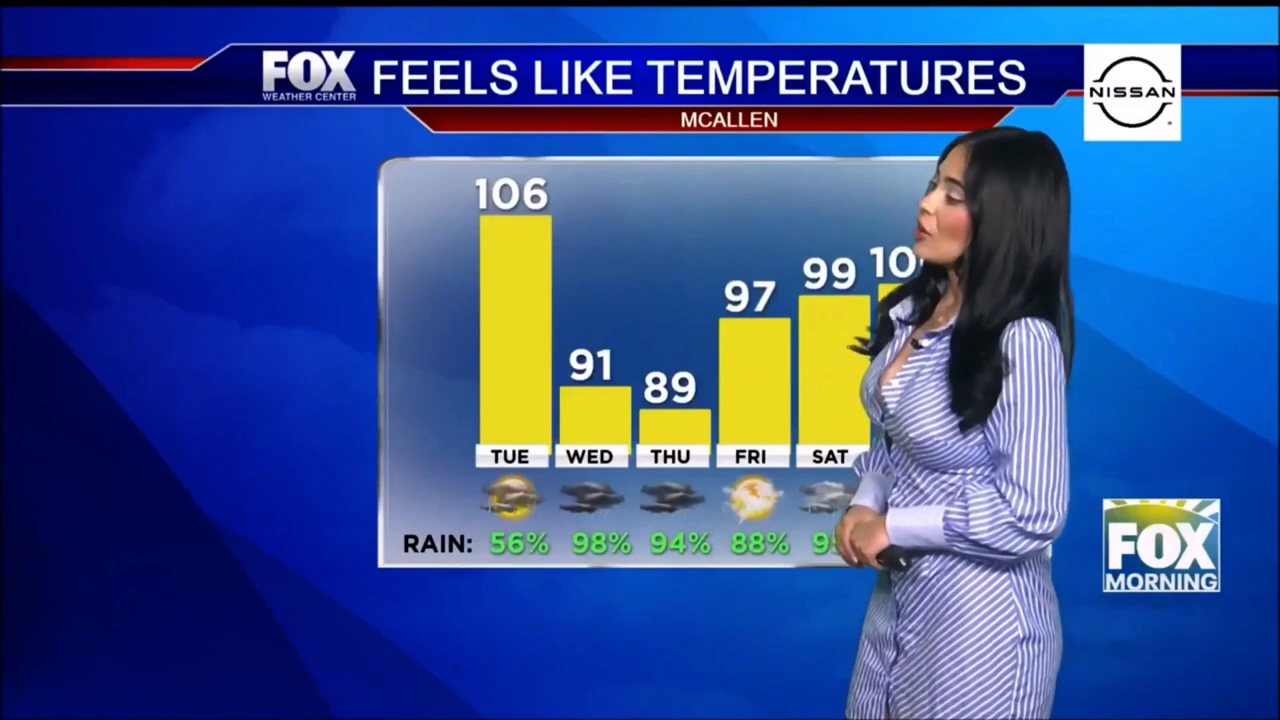 FOX
WEATHER CENTER
FEELS LIKE TEMPERATURES
NISSAN
MCALLEN
106
91
89
97
99
TUE
WED
THU
FRI
SAT
RAIN: 56% 98% 94% 88%
FOX
MORNING